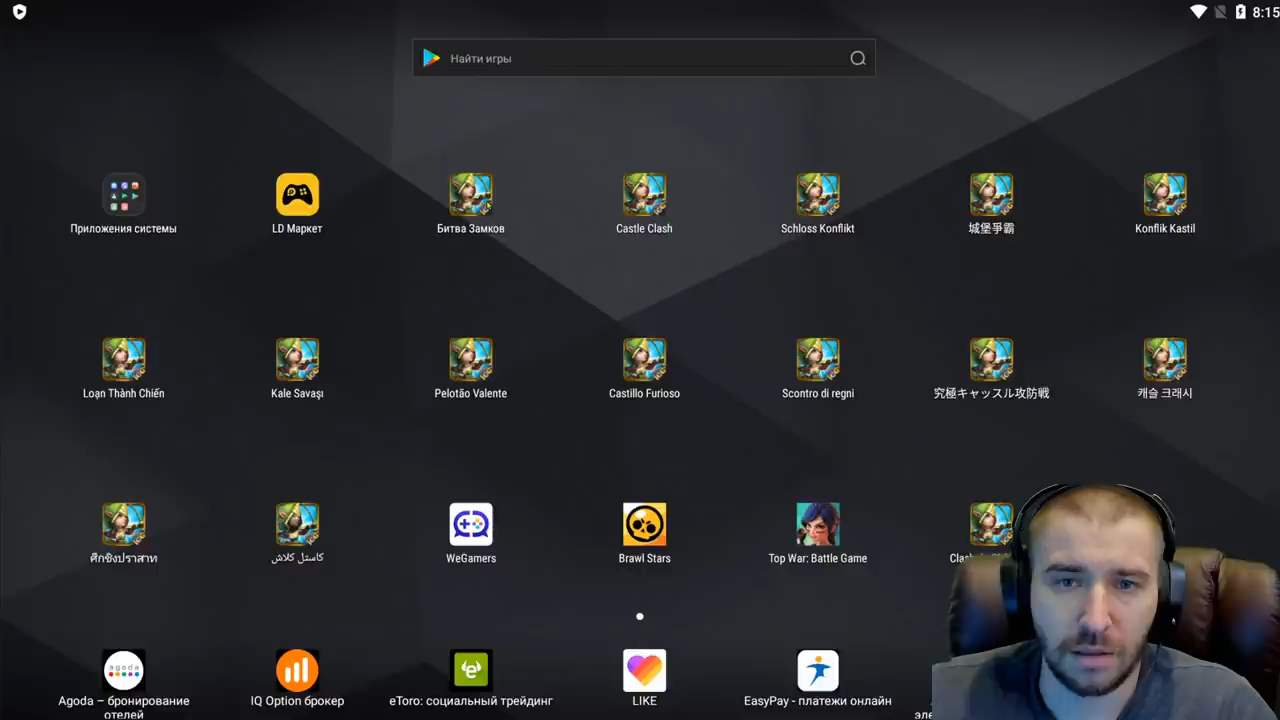 8:15
Найти игры
Приложения системы
LD Маркет
Битва Замков
Castle Clash
Schloss Konflikt
城堡爭霸
Konflik Kastil
Loạn Thành Chiến
Kale Savaşı
Pelotão Valente
Castillo Furioso
Scontro di regni
究極キャッスル攻防戦
캐슬 크래시
ศึกชิงปราสาท
كاستل كلاش
WeGamers
Brawl Stars
Top War: Battle Game
agoda
Agoda – бронирование
отелей
IQ Option брокер
eToro: социальный трейдинг
LIKE
EasyPay - платежи онлайн